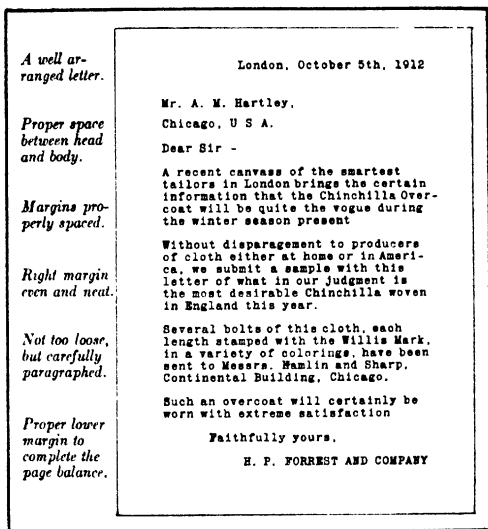 A well ar-
ranged letter.
Proper space
between head
and body.
Margins pro-
perly spaced.
Right margin
even and neat.
Not too loose,
but carefully
paragraphed.
Proper lower
margin to
complete the
page balance.
London, October 5th, 1912
Mr. A. M. Hartley,
Chicago, U S A.
Dear Sir -
A recent canvass of the smartest
tailors in London brings the certain
information that the Chinchilla Over-
coat will be quite the vogue during
the winter season present
Without disparagement to producers
of cloth either at home or in Ameri-
ca, we submit a sample with this
letter of what in our judgment is
the most desirable Chinchilla woven
in England this year.
Several bolts of this cloth, each
length stamped with the Willis Mark,
in a variety of colorings, have been
sent to Messrs. Hamlin and Sharp,
Continental Building, Chicago.
Such an overcoat will certainly be
worn with extreme satisfaction
Faithfully yours,
H. P. FORREST AND COMPANY